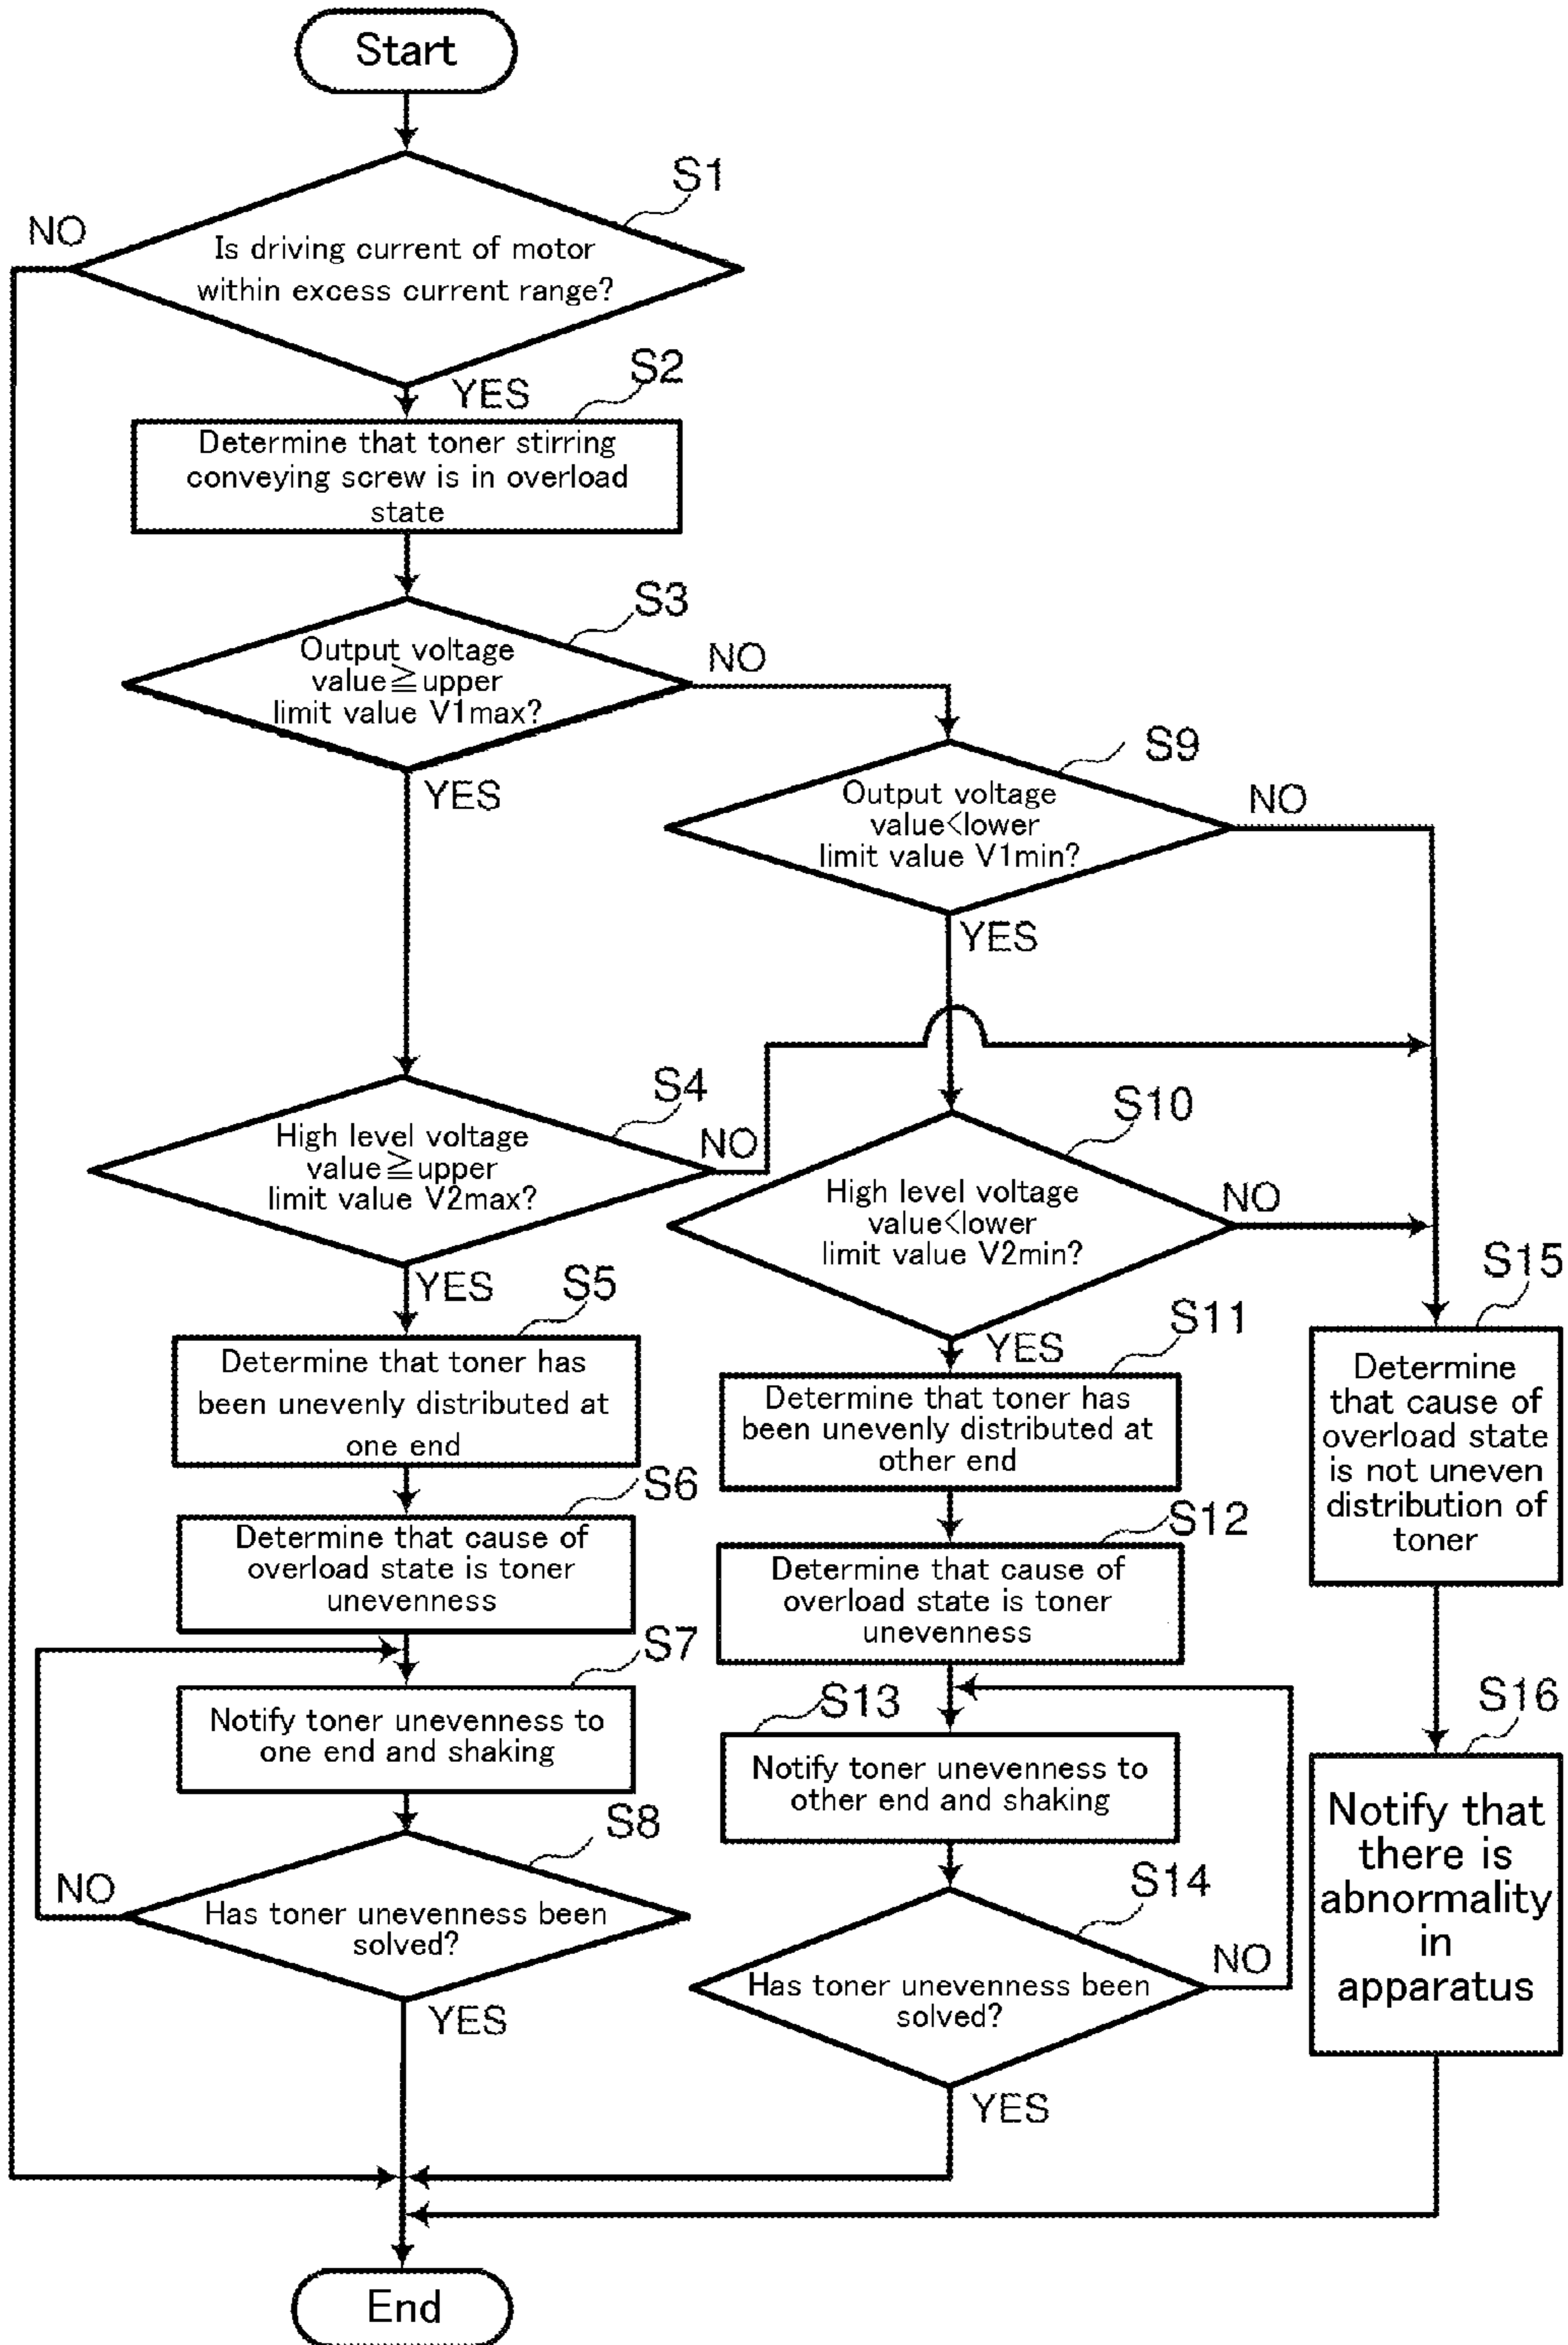 Start
S1
NO
Is driving current of motor
within excess current range?
YES
S2
Determine that toner stirring
conveying screw is in overload
state
S3
Output voltage
value≧upper
limit value V1max?
NO
YES
S9
Output voltage
value<lower
limit value V1min?
NO
YES
S4
High level voltage
value≧upper
limit value V2max?
NO
YES
S10
High level voltage
value<lower
limit value V2min?
NO
YES
S5
Determine that toner has
been unevenly distributed at
one end
S6
Determine that cause of
overload state is toner
unevenness
S7
Notify toner unevenness to
one end and shaking
S8
Has toner unevenness been
solved?
NO
YES
S11
Determine that toner has
been unevenly distributed at
other end
S12
Determine that cause of
overload state is toner
unevenness
S13
Notify toner unevenness to
other end and shaking
S14
Has toner unevenness been
solved?
NO
YES
S15
Determine
that cause of
overload state
is not uneven
distribution of
toner
S16
Notify that
there is
abnormality
in
apparatus
End